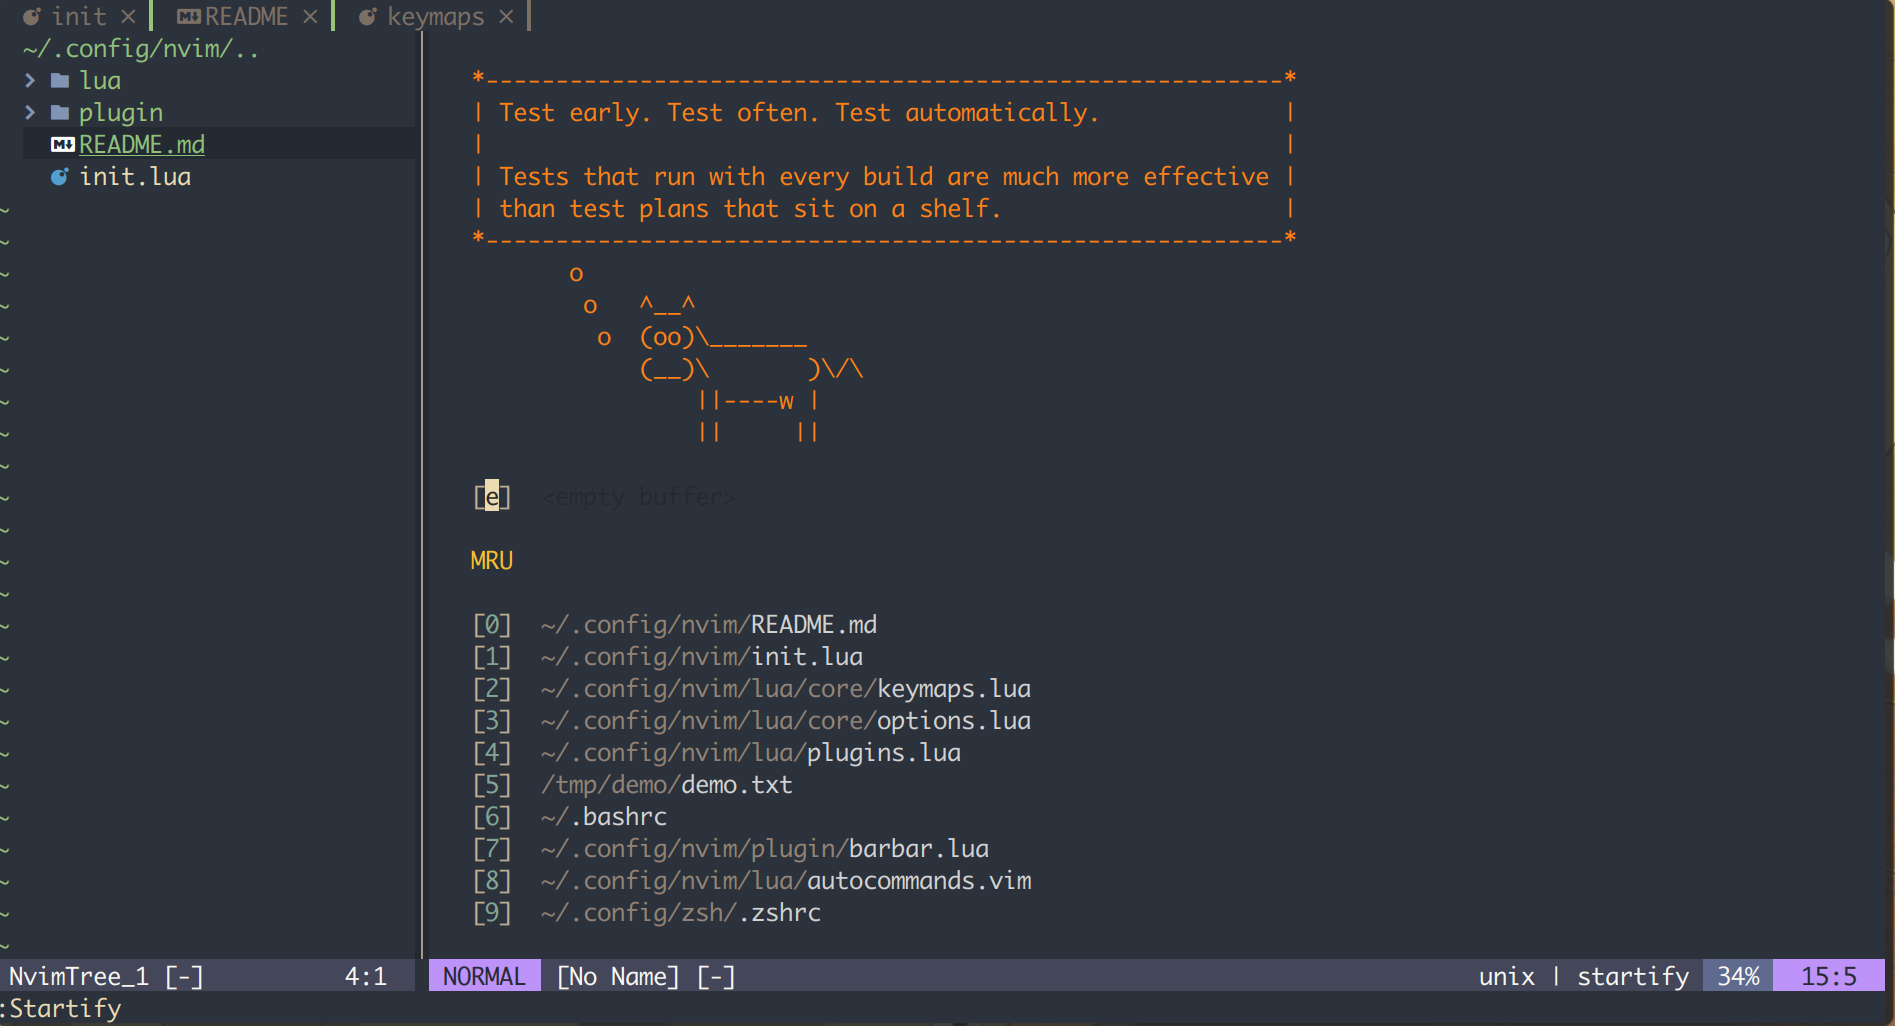 init × README × keymaps ×
~/.config/nvim/..
lua
plugin
README.md
init.lua
*---------------------------------------------------------*
| Test early. Test often. Test automatically.             |
|                                                         |
| Tests that run with every build are much more effective |
| than test plans that sit on a shelf.                    |
*---------------------------------------------------------*
       o
        o   ^__^
         o  (oo)\_______
            (__)\       )\/\
                ||----w |
                ||     ||
[e]  <empty buffer>
MRU
[0]  ~/.config/nvim/README.md
[1]  ~/.config/nvim/init.lua
[2]  ~/.config/nvim/lua/core/keymaps.lua
[3]  ~/.config/nvim/lua/core/options.lua
[4]  ~/.config/nvim/lua/plugins.lua
[5]  /tmp/demo/demo.txt
[6]  ~/.bashrc
[7]  ~/.config/nvim/plugin/barbar.lua
[8]  ~/.config/nvim/lua/autocommands.vim
[9]  ~/.config/zsh/.zshrc
NvimTree_1 [-] 4:1 NORMAL [No Name] [-] unix | startify 34% 15:5
:Startify